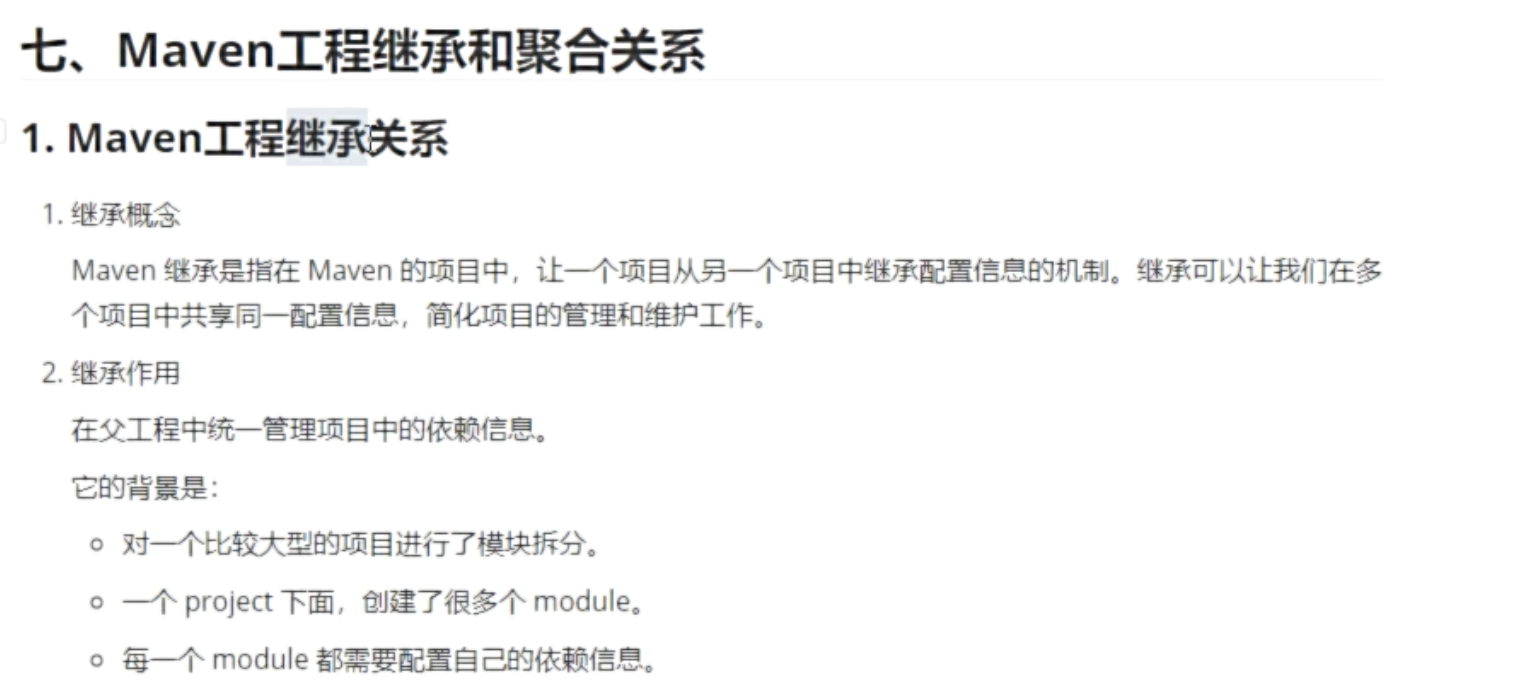 七、Maven工程继承和聚合关系
1. Maven工程继承关系
1. 继承概念
Maven 继承是指在 Maven 的项目中，让一个项目从另一个项目中继承配置信息的机制。继承可以让我们在多
个项目中共享同一配置信息，简化项目的管理和维护工作。
2. 继承作用
在父工程中统一管理项目中的依赖信息。
它的背景是：
对一个比较大型的项目进行了模块拆分。
一个 project 下面，创建了很多个 module。
每一个 module 都需要配置自己的依赖信息。